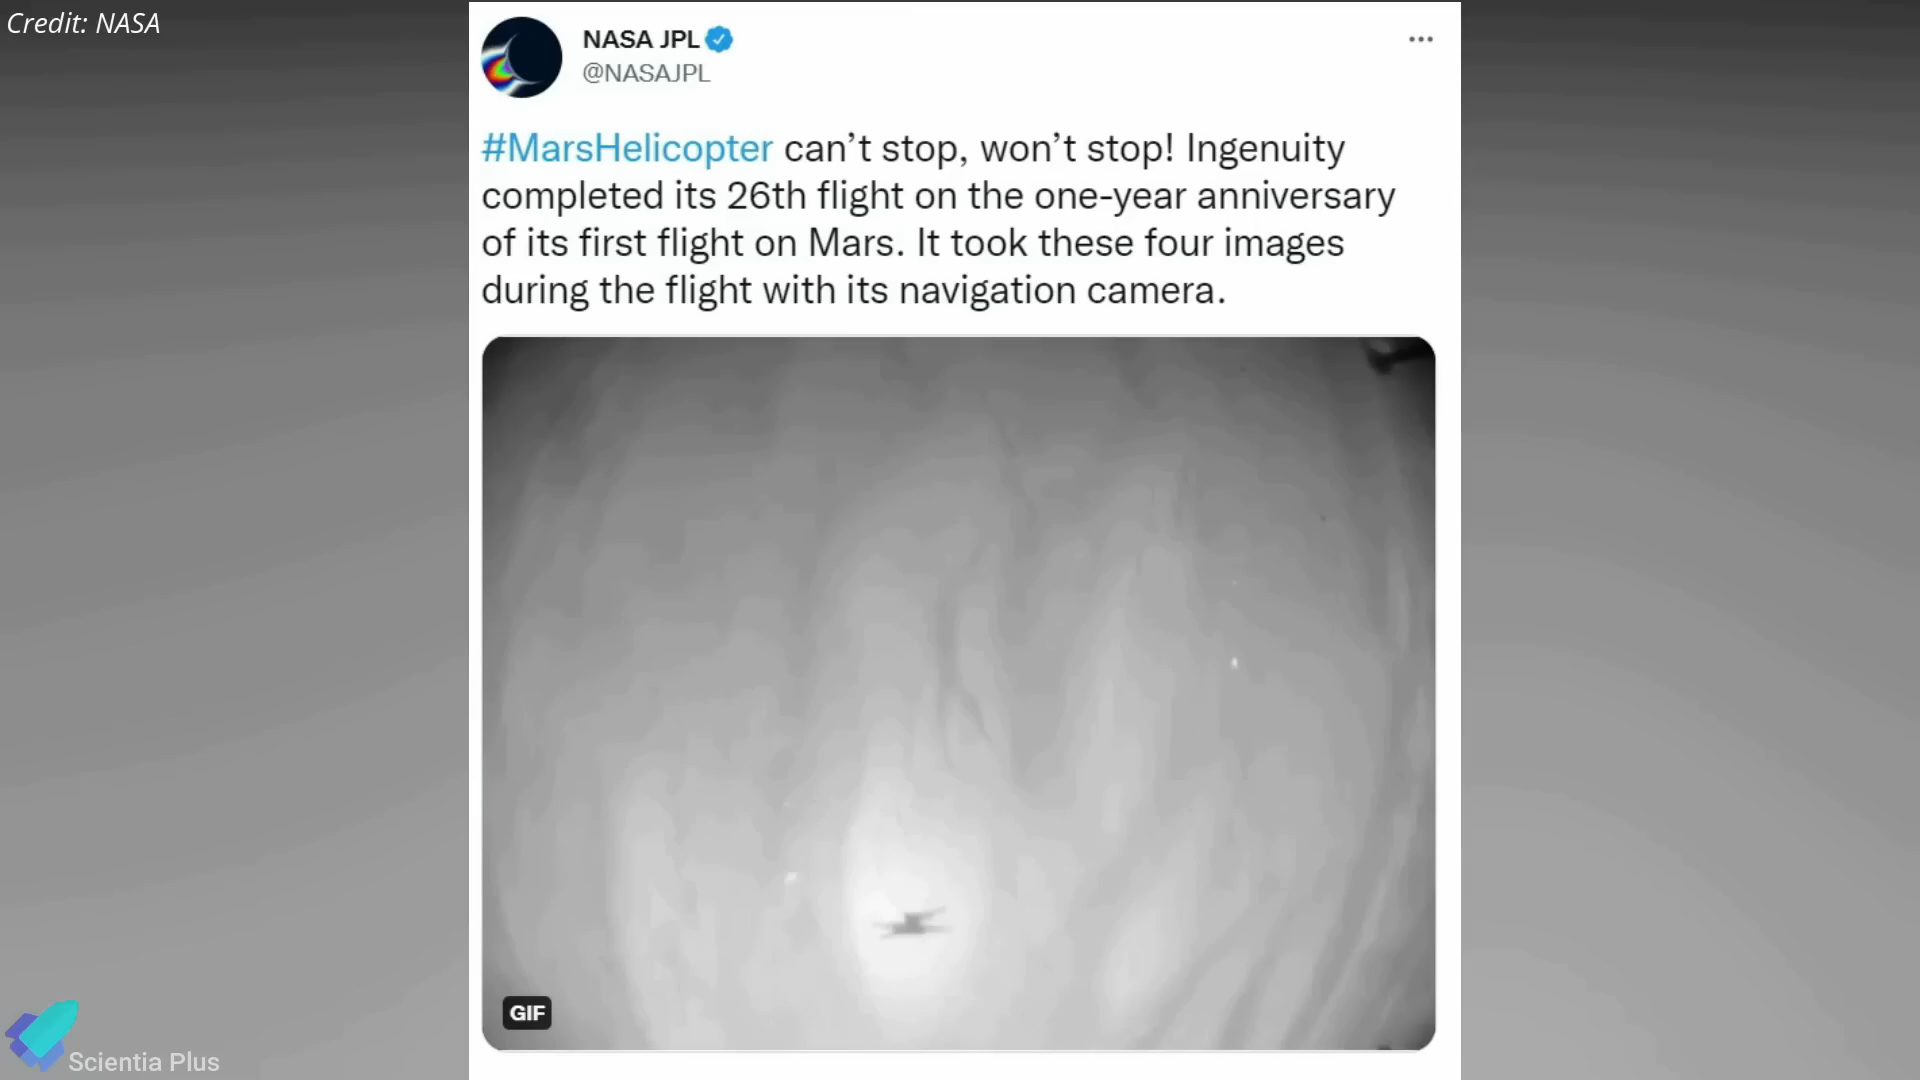 Credit: NASA
NASA JPL
@NASAJPL
#MarsHelicopter can’t stop, won’t stop! Ingenuity
completed its 26th flight on the one-year anniversary
of its first flight on Mars. It took these four images
during the flight with its navigation camera.
GIF
Scientia Plus